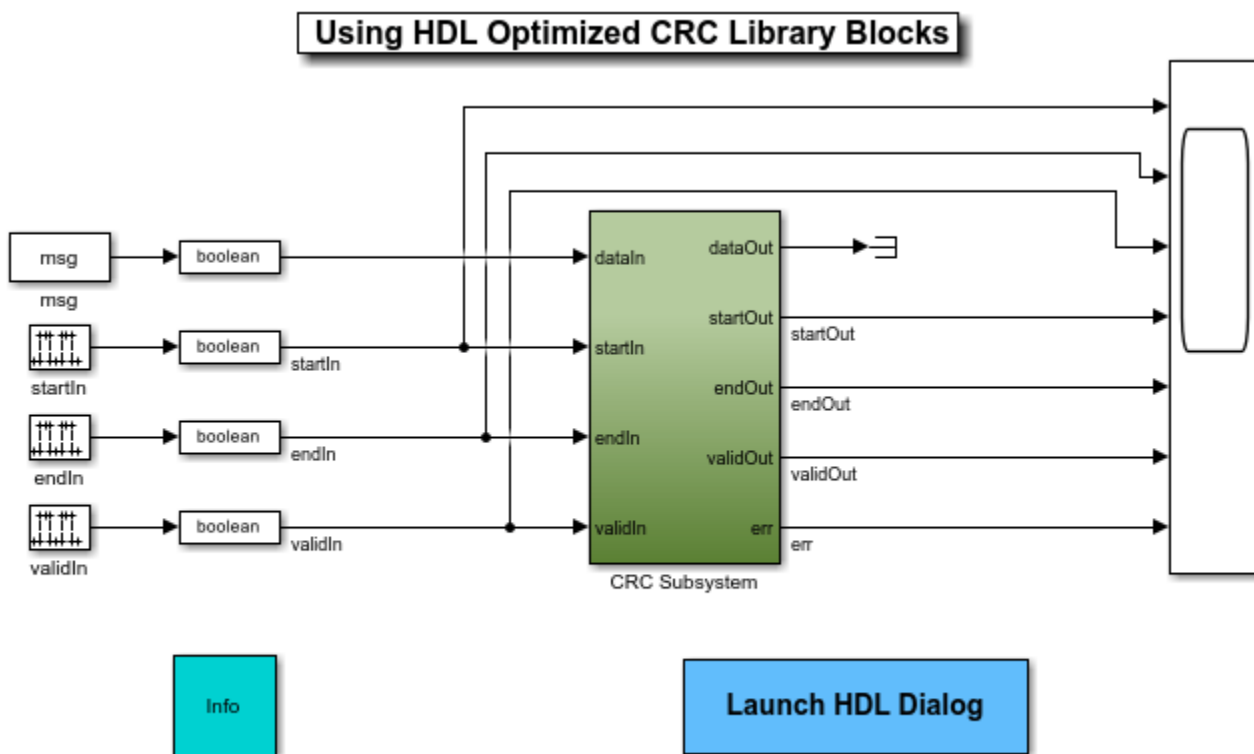 Using HDL Optimized CRC Library Blocks
msg
boolean
dataIn
dataOut
msg
boolean
startIn
startIn
startOut
startOut
startIn
boolean
endIn
endIn
endOut
endOut
endIn
validOut
validOut
boolean
validIn
validIn
err
err
validIn
CRC Subsystem
Info
Launch HDL Dialog